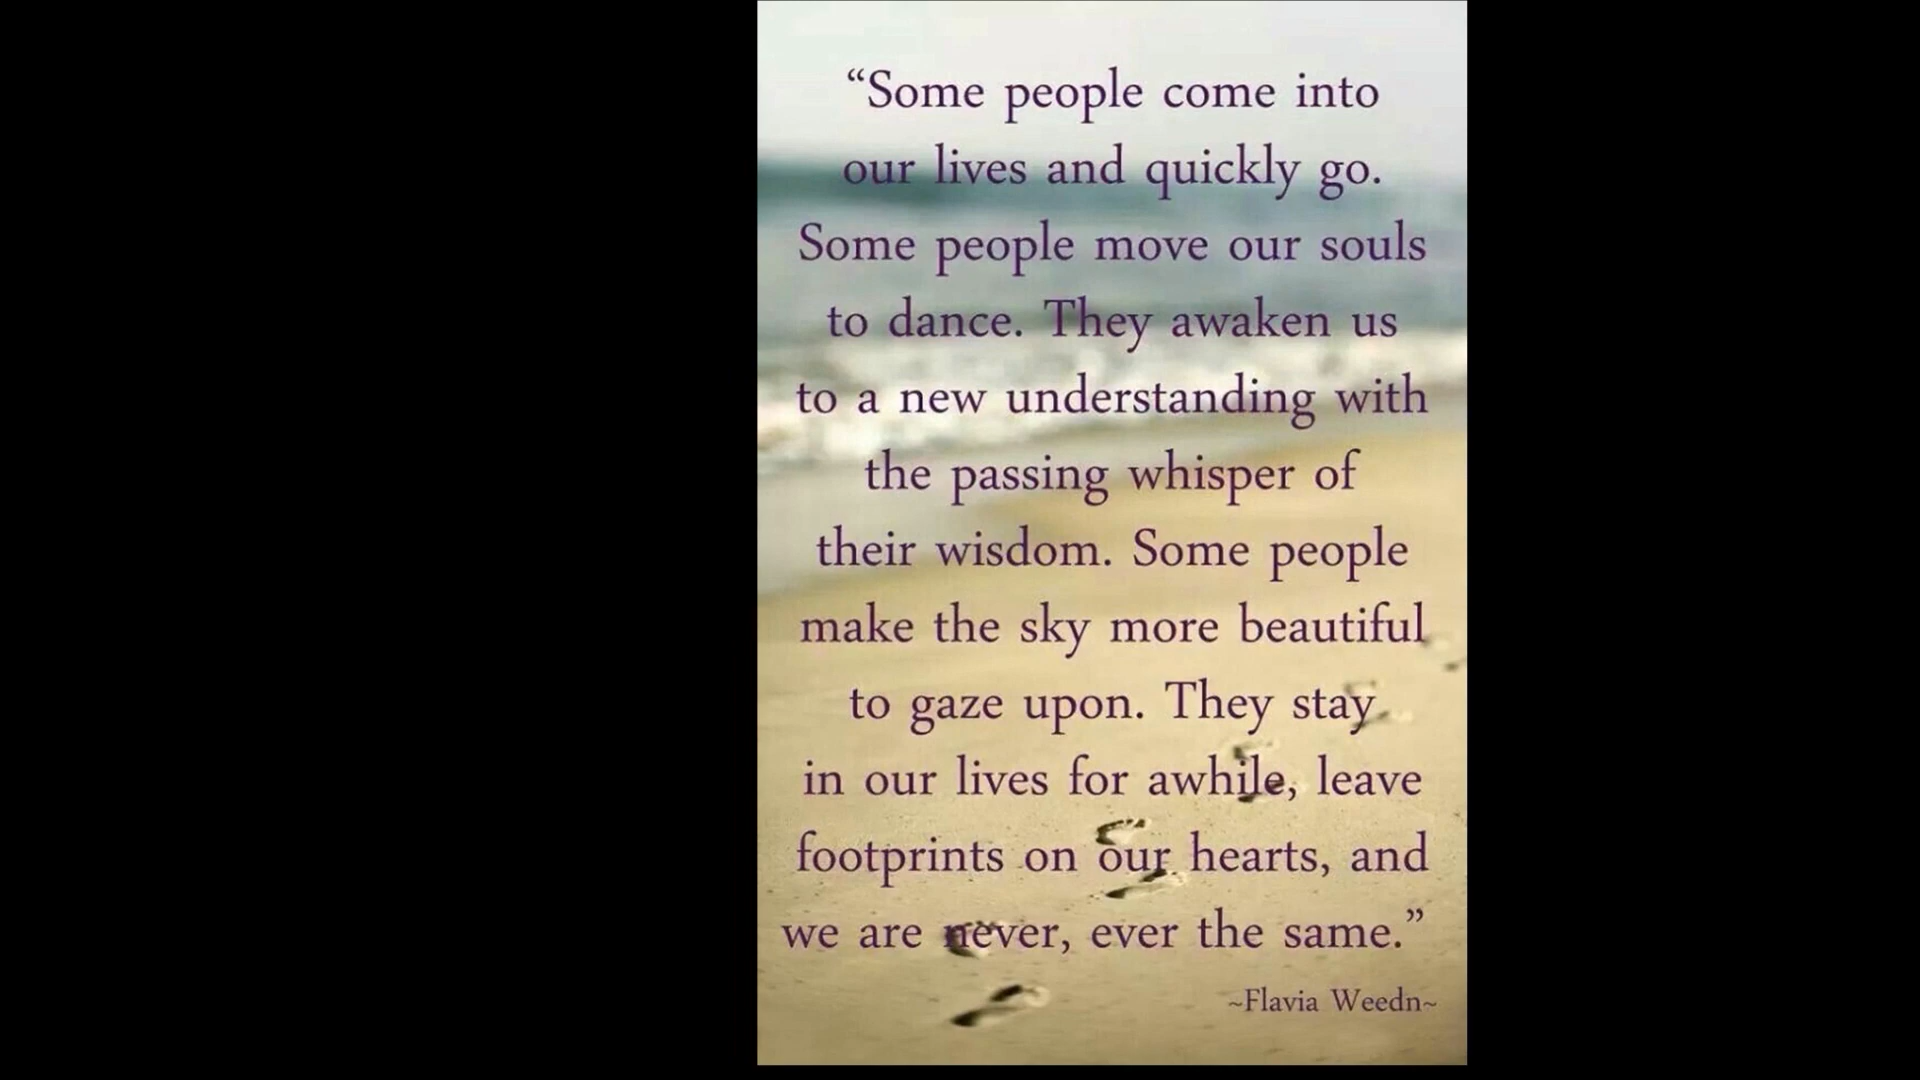 “Some people come into
our lives and quickly go.
Some people move our souls
to dance. They awaken us
to a new understanding with
the passing whisper of
their wisdom. Some people
make the sky more beautiful
to gaze upon. They stay
in our lives for awhile, leave
footprints on our hearts, and
we are never, ever the same.”
~Flavia Weedn~